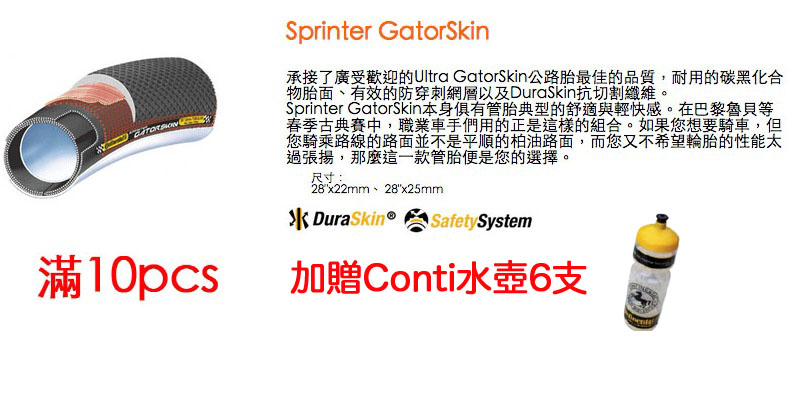 Sprinter GatorSkin
承接了廣受歡迎的Ultra GatorSkin公路胎最佳的品質，耐用的碳黑化合
物胎面、有效的防穿刺網層以及DuraSkin抗切割纖維。
Sprinter GatorSkin本身俱有管胎典型的舒適與輕快感。在巴黎魯貝等
春季古典賽中，職業車手們用的正是這樣的組合。如果您想要騎車，但
您騎乘路線的路面並不是平順的柏油路面，而您又不希望輪胎的性能太
過張揚，那麼這一款管胎便是您的選擇。
尺寸：
28"x22mm、 28"x25mm
DuraSkin® SafetySystem
GATORSKIN
滿10pcs 加贈Conti水壺6支